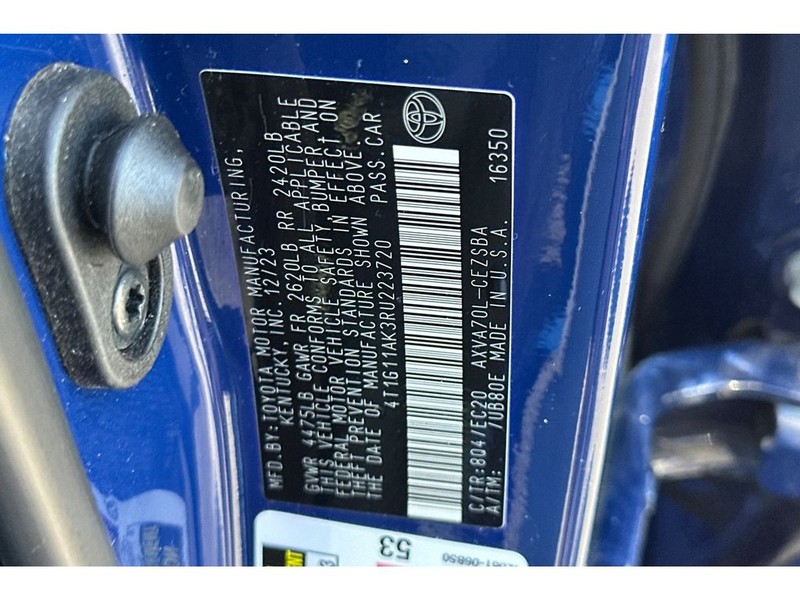 MFD. BY: TOYOTA MOTOR MANUFACTURING,
KENTUCKY, INC. 12/23
GVWR 4475LB GAWR FR 2620LB RR 2420LB
THIS VEHICLE CONFORMS TO ALL APPLICABLE
FEDERAL MOTOR VEHICLE SAFETY, BUMPER, AND
THEFT PREVENTION STANDARDS IN EFFECT ON
THE DATE OF MANUFACTURE SHOWN ABOVE.
4T1G11AK3RU223720 PASS. CAR
C/TR: 8Q4/EC20 AXVA70L-CEZSBA 16350
A/TM: /UB80E MADE IN U.S.A.
53